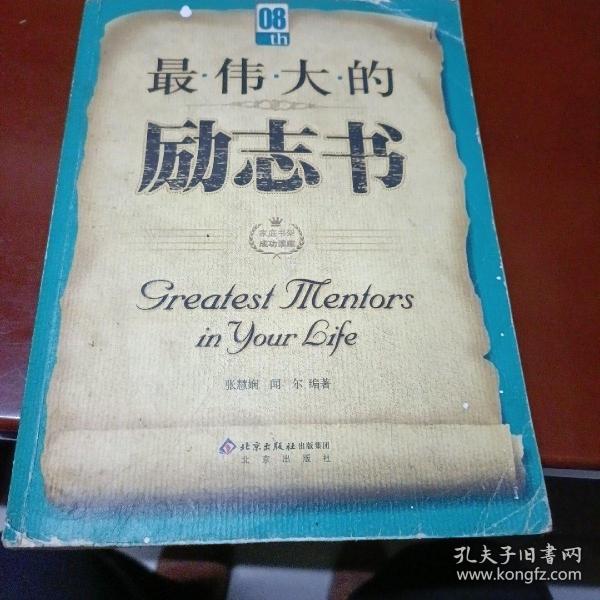 08
th
最·伟·大·的
励志书
家庭书架
成功课堂
Greatest Mentors
in Your Life
张慧娴 闻 尔 编著
北京出版社出版集团
北京出版社
孔夫子旧书网
www.kongfz.com